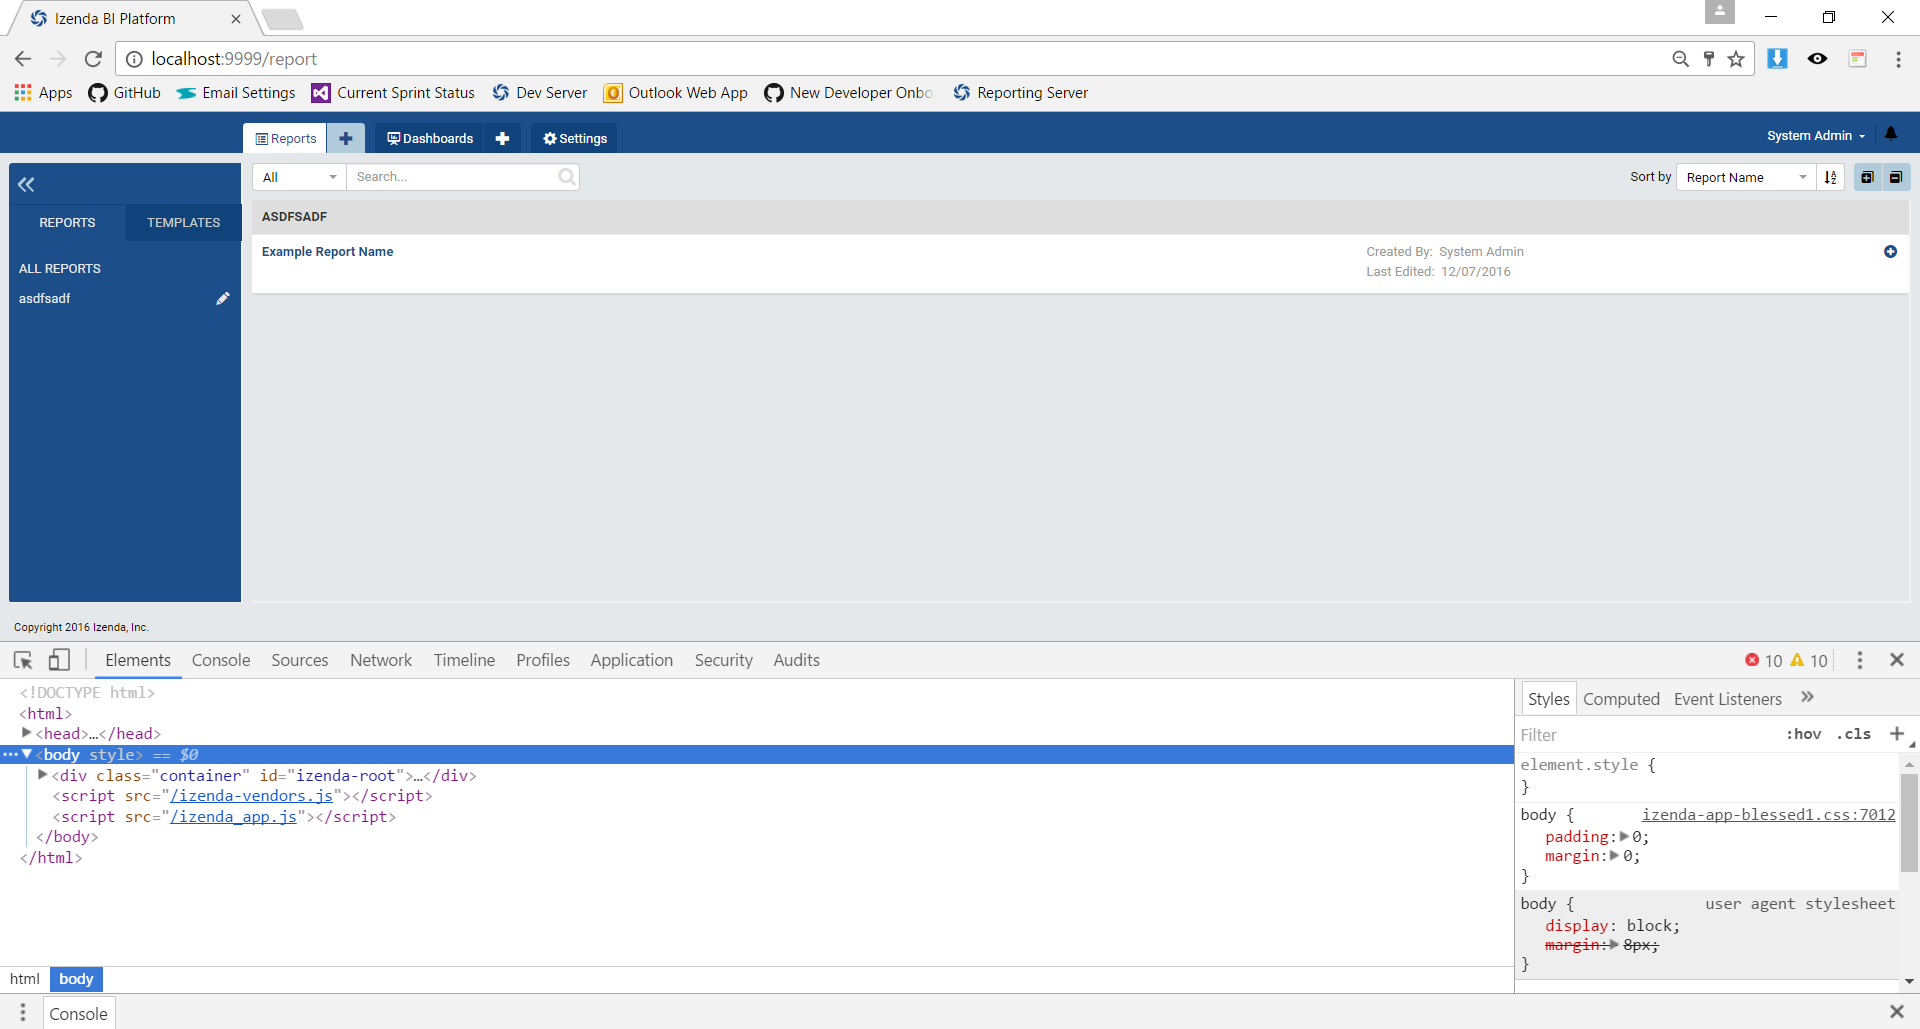 Izenda BI Platform
localhost:9999/report
Apps GitHub Email Settings Current Sprint Status Dev Server Outlook Web App New Developer Onbo Reporting Server
Reports Dashboards Settings System Admin
All Search... Sort by Report Name
REPORTS TEMPLATES
ALL REPORTS
asdfsadf
ASDFSADF
Example Report Name Created By: System Admin
Last Edited: 12/07/2016
Copyright 2016 Izenda, Inc.
Elements Console Sources Network Timeline Profiles Application Security Audits 10 10
<!DOCTYPE html>
<html>
<head>…</head>
<body style> == $0
<div class="container" id="izenda-root">…</div>
<script src="/izenda-vendors.js"></script>
<script src="/izenda_app.js"></script>
</body>
</html>
html body
Styles Computed Event Listeners »
Filter :hov .cls +
element.style {
}
body { izenda-app-blessed1.css:7012
padding: 0;
margin: 0;
}
body { user agent stylesheet
display: block;
margin: 8px;
}
Console